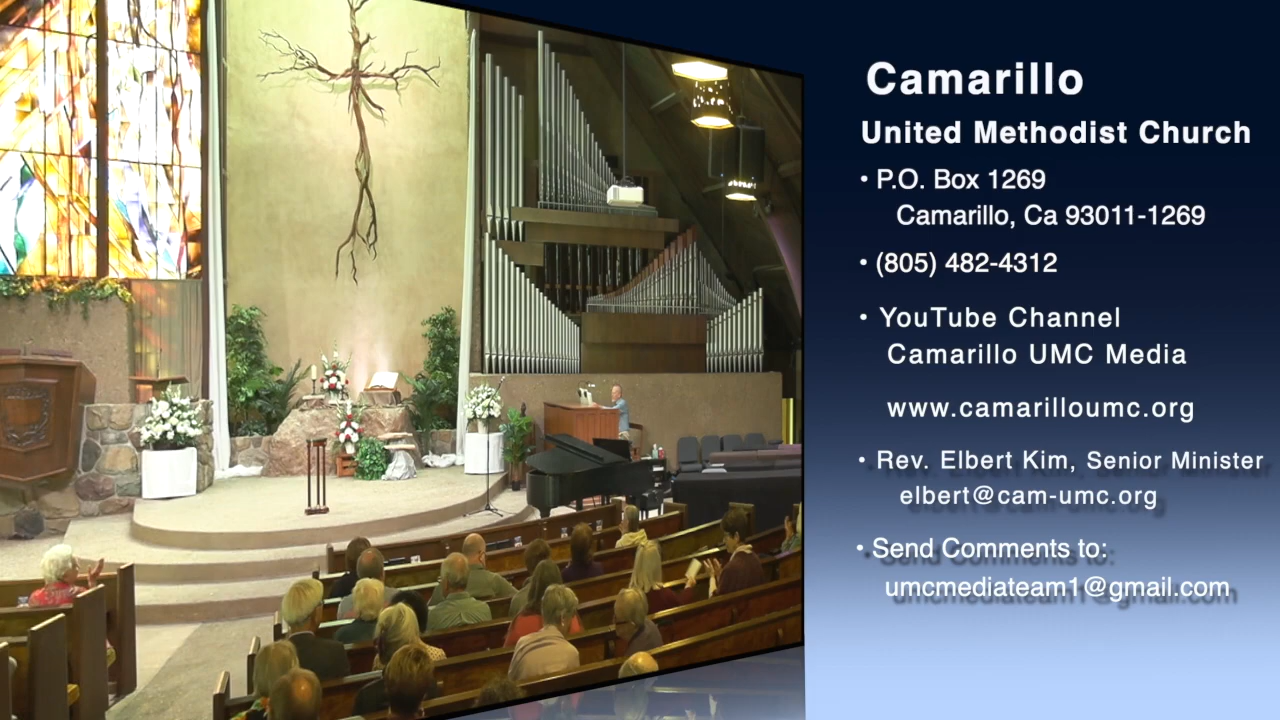 Camarillo
United Methodist Church
• P.O. Box 1269
Camarillo, Ca 93011-1269
• (805) 482-4312
• YouTube Channel
Camarillo UMC Media
www.camarilloumc.org
• Rev. Elbert Kim, Senior Minister
elbert@cam-umc.org
• Send Comments to:
umcmediateam1@gmail.com